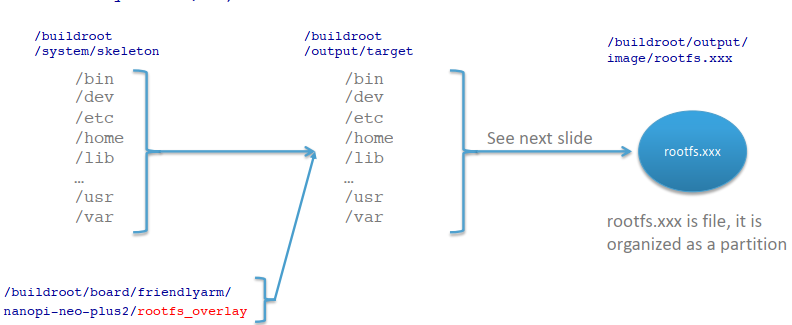 /buildroot
/system/skeleton
/bin
/dev
/etc
/home
/lib
…
/usr
/var
/buildroot
/output/target
/bin
/dev
/etc
/home
/lib
…
/usr
/var
See next slide
/buildroot/output/
image/rootfs.xxx
rootfs.xxx
rootfs.xxx is file, it is
organized as a partition
/buildroot/board/friendlyarm/
nanopi-neo-plus2/rootfs_overlay